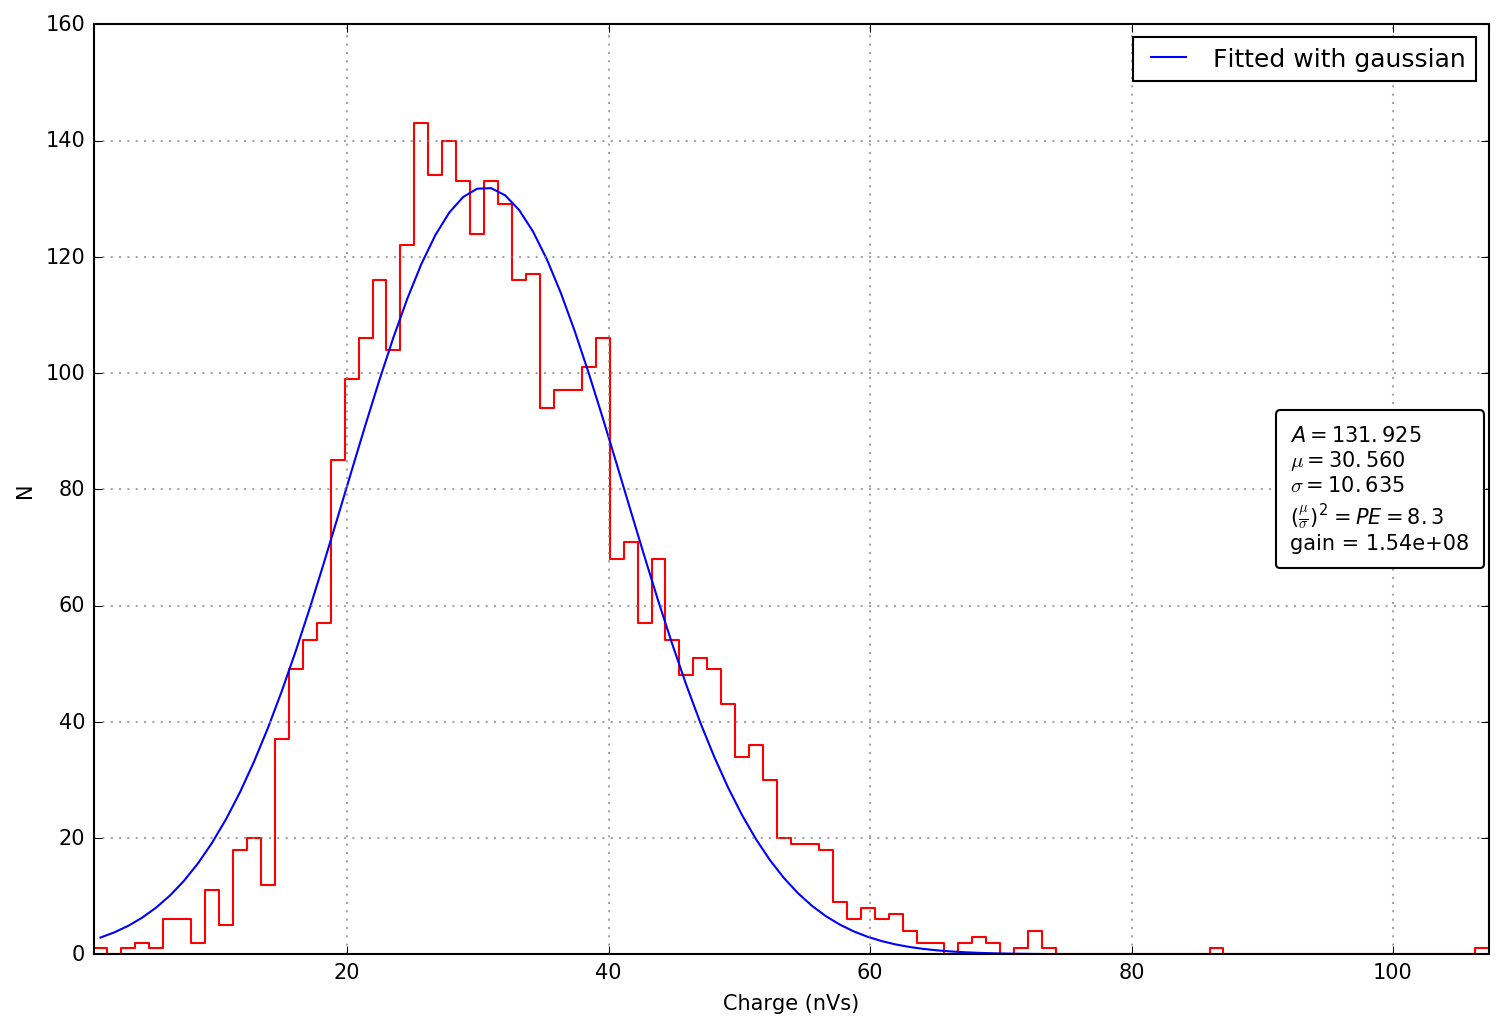 160
140
120
100
80
60
40
20
0
N
20 40 60 80 100
Charge (nVs)
Fitted with gaussian
A = 131.925
μ = 30.560
σ = 10.635
(μ/σ)² = PE = 8.3
gain = 1.54e+08